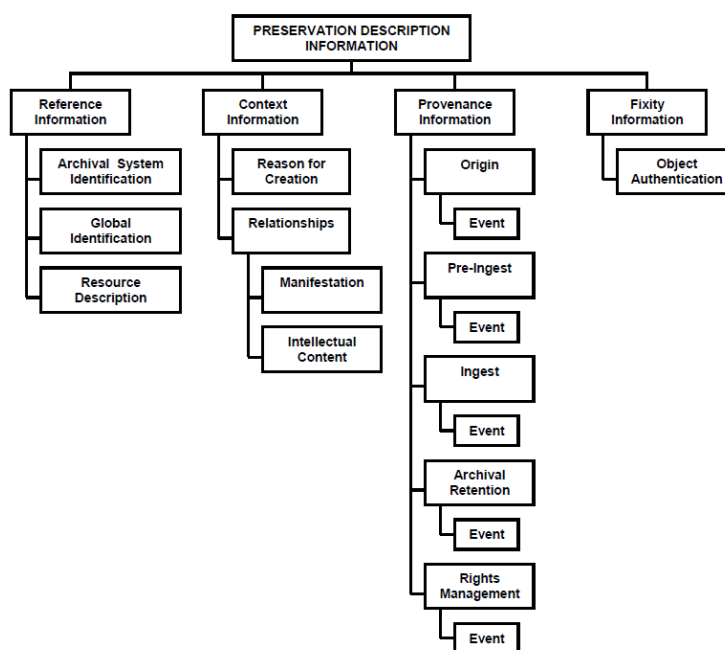 PRESERVATION DESCRIPTION
INFORMATION
Reference
Information
Archival System
Identification
Global
Identification
Resource
Description
Context
Information
Reason for
Creation
Relationships
Manifestation
Intellectual
Content
Provenance
Information
Origin
Event
Pre-Ingest
Event
Ingest
Event
Archival
Retention
Event
Rights
Management
Event
Fixity
Information
Object
Authentication